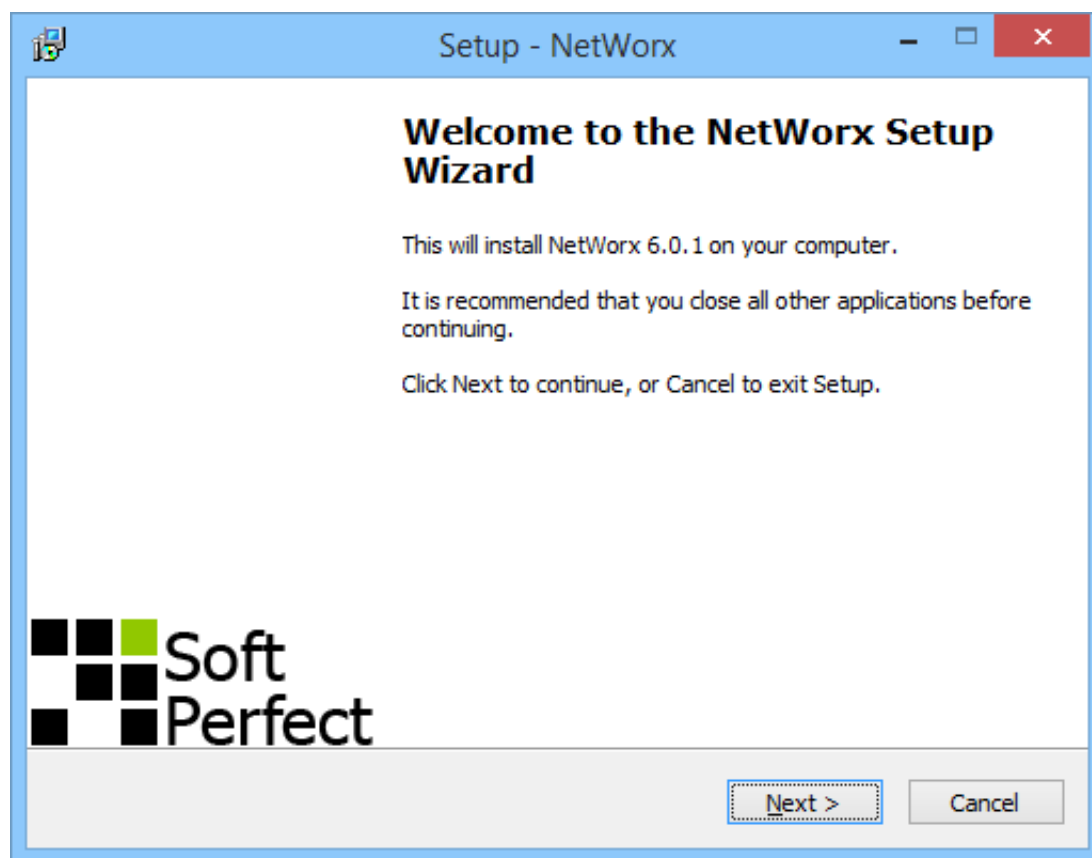 Setup - NetWorx
Welcome to the NetWorx Setup
Wizard
This will install NetWorx 6.0.1 on your computer.
It is recommended that you close all other applications before
continuing.
Click Next to continue, or Cancel to exit Setup.
Soft
Perfect
Next >
Cancel